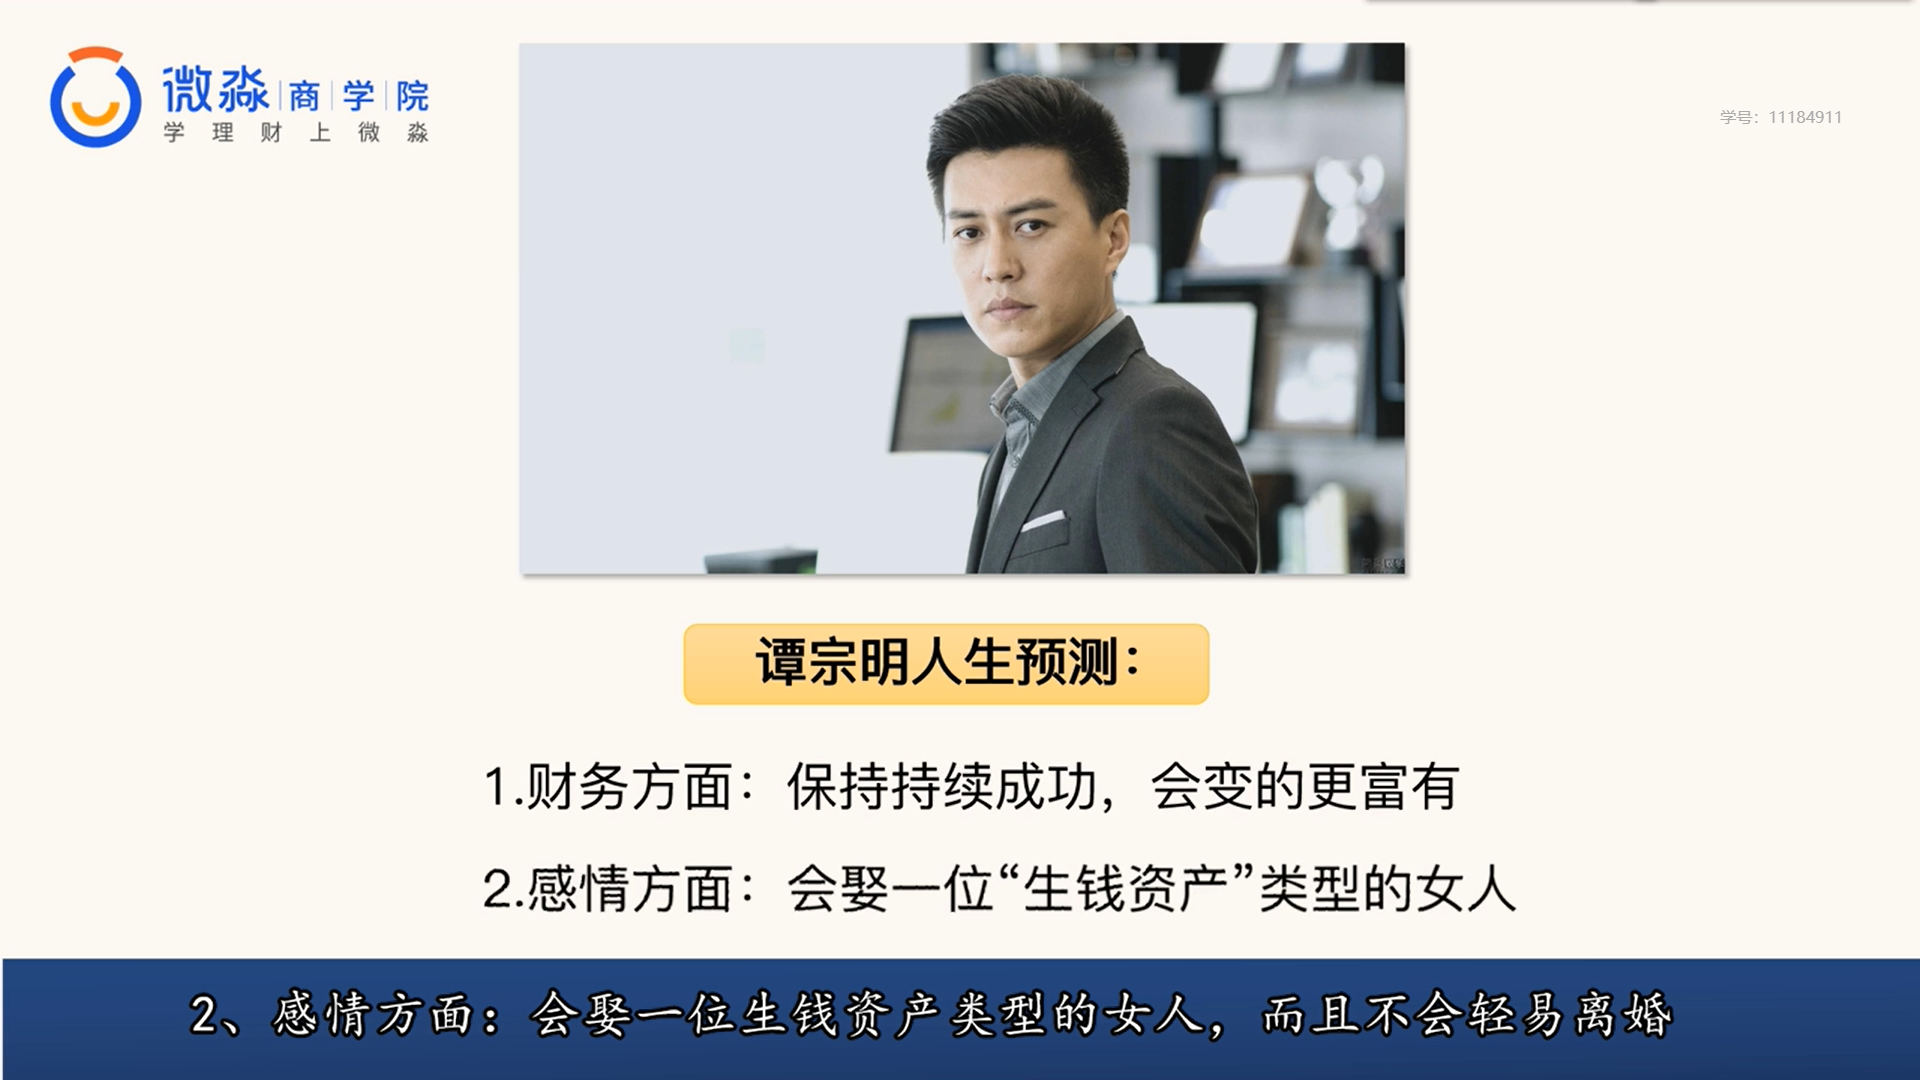 微淼商学院
学理财上微淼
学号：11184911
谭宗明人生预测：
1.财务方面：保持持续成功，会变的更富有
2.感情方面：会娶一位“生钱资产”类型的女人
2、感情方面：会娶一位生钱资产类型的女人，而且不会轻易离婚